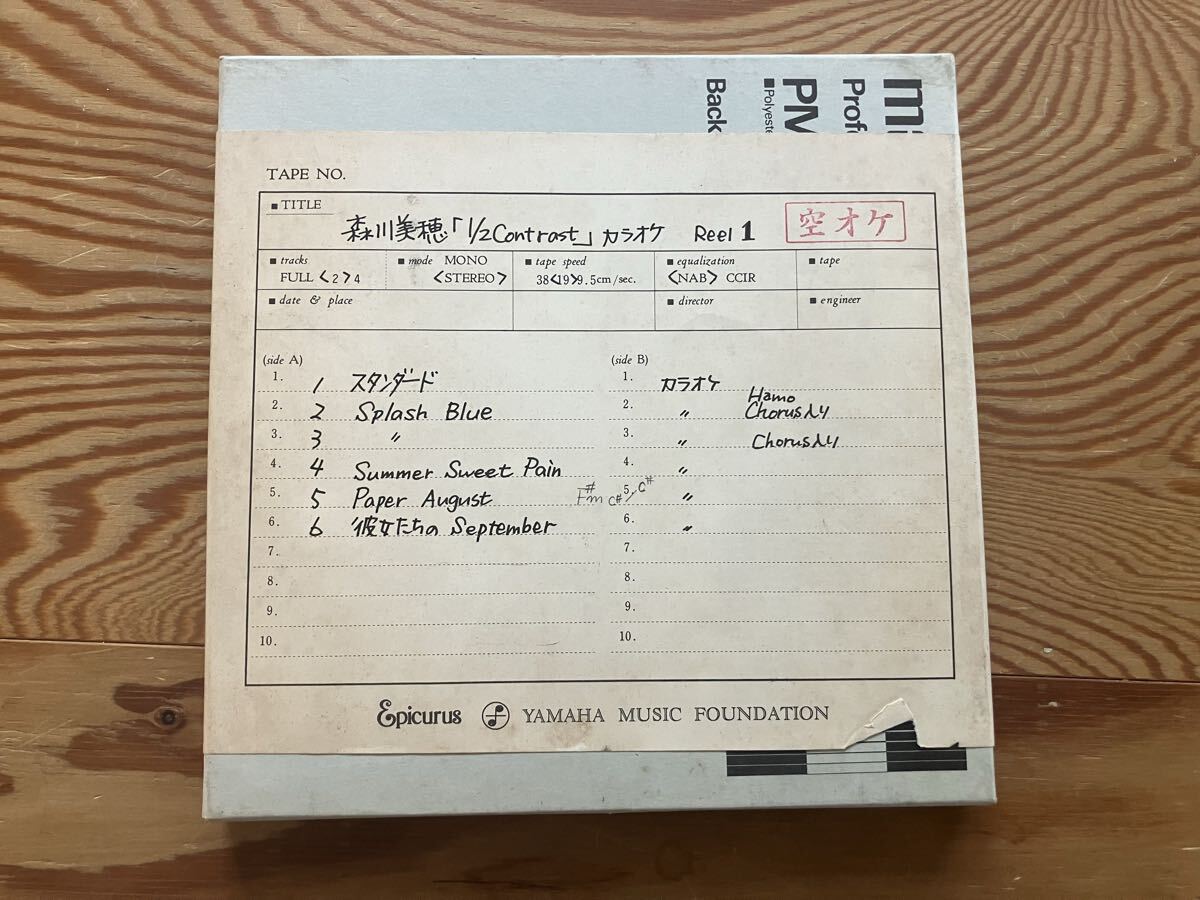 ma
Prof
PM
■Polyeste
Back
TAPE NO.
■ TITLE
森川美穂「1/2 Contrast」カラオケ Reel 1
空オケ
■ tracks
FULL <2> 4
■ mode MONO
<STEREO>
■ tape speed
38<19>9.5cm/sec.
■ equalization
<NAB> CCIR
■ tape
■ date & place
■ director
■ engineer
(side A)
1. 1 スタンダード
2. 2 Splash Blue
3. 3 〃
4. 4 Summer Sweet Pain
5. 5 Paper August
F#m C#/C#
6. 6 彼女たちの September
7.
8.
9.
10.
(side B)
1. カラオケ
2. 〃 Hamo
Chorus入り
3. 〃 Chorus入り
4. 〃
5. 〃
6. 〃
7.
8.
9.
10.
Epicurus YAMAHA MUSIC FOUNDATION